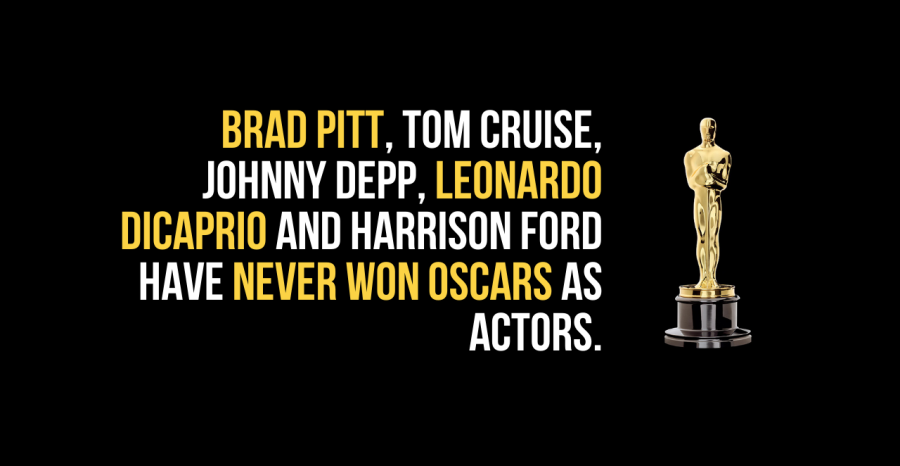 BRAD PITT, TOM CRUISE,
JOHNNY DEPP, LEONARDO
DICAPRIO AND HARRISON FORD
HAVE NEVER WON OSCARS AS
ACTORS.